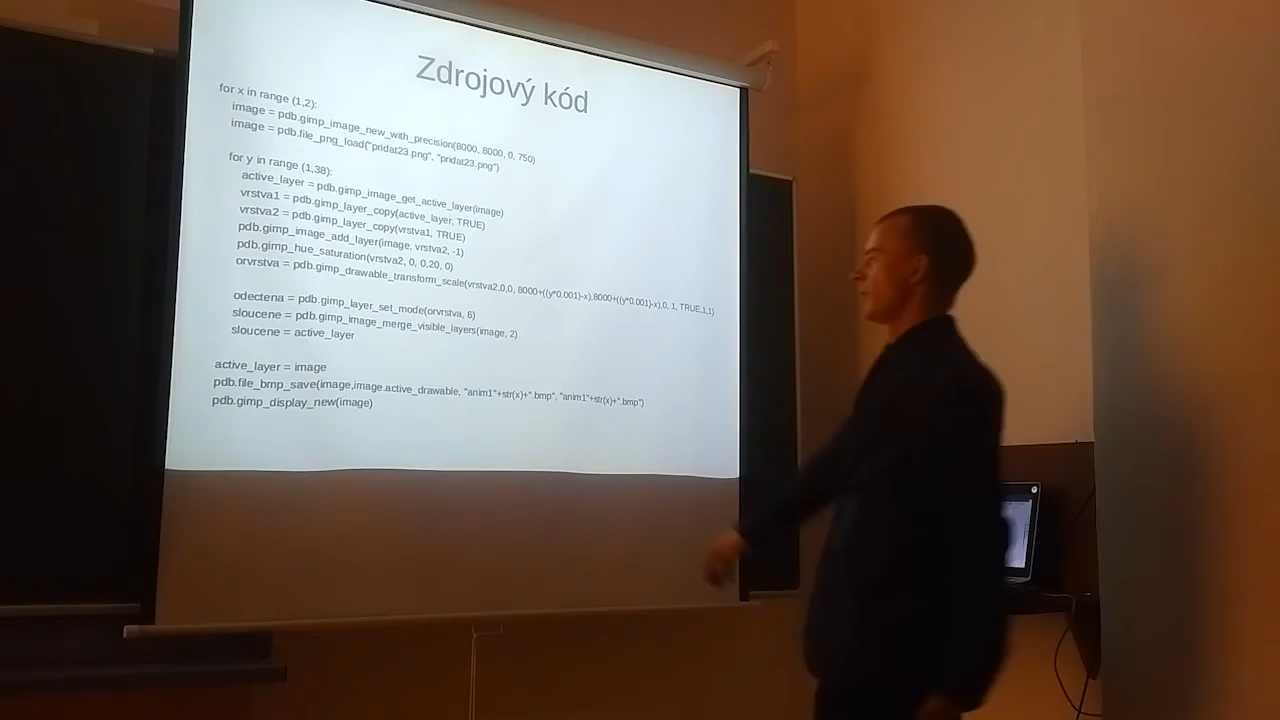 Zdrojový kód
for x in range (1,2):
image = pdb.gimp_image_new_with_precision(8000, 8000, 0, 750)
image = pdb.file_png_load("pridat23.png", "pridat23.png")
for y in range (1,38):
active_layer = pdb.gimp_image_get_active_layer(image)
vrstva1 = pdb.gimp_layer_copy(active_layer, TRUE)
vrstva2 = pdb.gimp_layer_copy(vrstva1, TRUE)
pdb.gimp_image_add_layer(image, vrstva2, -1)
pdb.gimp_hue_saturation(vrstva2, 0, 0,20, 0)
orvrstva = pdb.gimp_drawable_transform_scale(vrstva2,0,0, 8000+((y*0.001)-x),8000+((y*0.001)-x),0, 1, TRUE,1,1)
odectena = pdb.gimp_layer_set_mode(orvrstva, 6)
sloucene = pdb.gimp_image_merge_visible_layers(image, 2)
sloucene = active_layer
active_layer = image
pdb.file_bmp_save(image,image.active_drawable, "anim1"+str(x)+".bmp", "anim1"+str(x)+".bmp")
pdb.gimp_display_new(image)